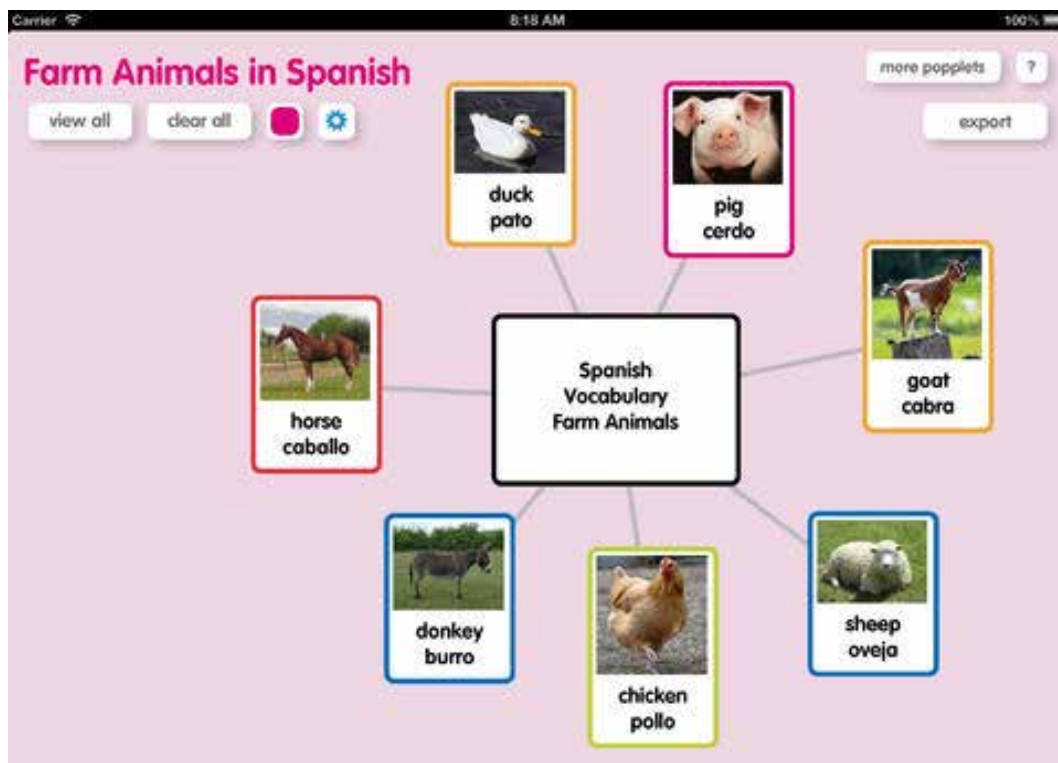 Carrier
8:18 AM
100%
Farm Animals in Spanish
more popplets
?
view all
clear all
export
duck
pato
pig
cerdo
goat
cabra
horse
caballo
Spanish
Vocabulary
Farm Animals
donkey
burro
chicken
pollo
sheep
oveja